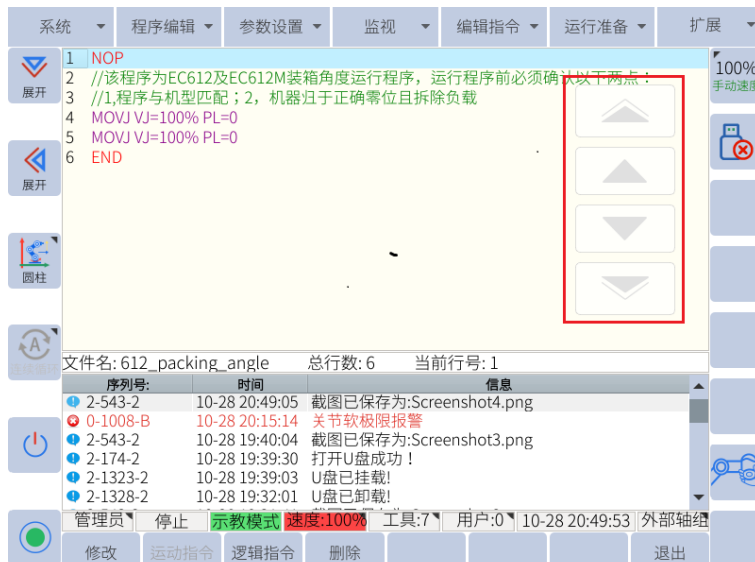 系统 程序编辑 参数设置 监视 编辑指令 运行准备 扩展
展开
展开
圆柱
A
100%
手动速度
1 NOP
2 //该程序为EC612及EC612M装箱角度运行程序，运行程序前必须确认以下两点：
3 //1,程序与机型匹配；2，机器归于正确零位且拆除负载
4 MOVJ VJ=100% PL=0
5 MOVJ VJ=100% PL=0
6 END
文件名: 612_packing_angle 总行数: 6 当前行号: 1
序列号: 时间 信息
2-543-2 10-28 20:49:05 截图已保存为:Screenshot4.png
0-1008-B 10-28 20:15:14 关节软极限报警
2-543-2 10-28 19:40:04 截图已保存为:Screenshot3.png
2-174-2 10-28 19:39:30 打开U盘成功！
2-1323-2 10-28 19:39:03 U盘已挂载!
2-1328-2 10-28 19:32:01 U盘已卸载!
管理员 停止 示教模式 速度:100% 工具:7 用户:0 10-28 20:49:53 外部轴组
修改 运动指令 逻辑指令 删除 退出